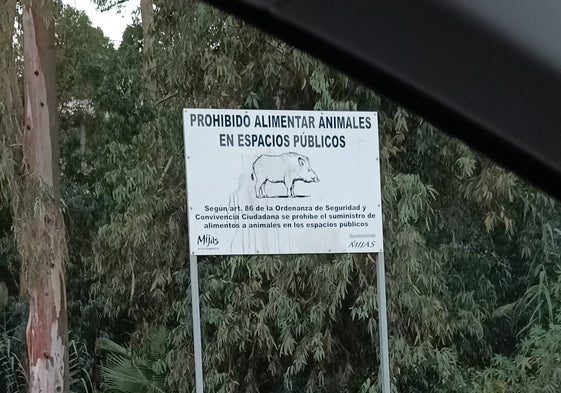 PROHIBIDO ALIMENTAR ANIMALES
EN ESPACIOS PÚBLICOS
Según art. 86 de la Ordenanza de Seguridad y
Convivencia Ciudadana se prohibe el suministro de
alimentos a animales en los espacios públicos
Mijas
Ayuntamiento
MIJAS